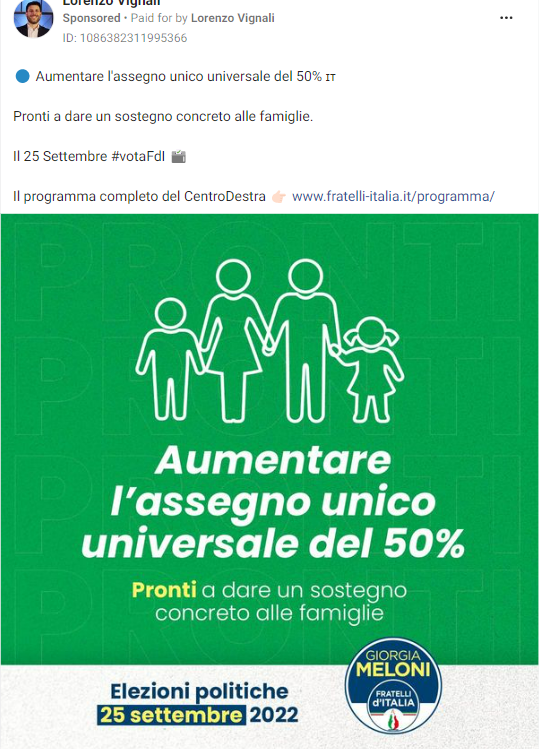 Lorenzo Vignali
Sponsored • Paid for by Lorenzo Vignali
ID: 1086382311995366
🔵 Aumentare l'assegno unico universale del 50% IT
Pronti a dare un sostegno concreto alle famiglie.
Il 25 Settembre #votaFdI 🗳
Il programma completo del CentroDestra 👉🏻 www.fratelli-italia.it/programma/
PRONTI
PRONTI
PRONTI
PRONTI
Aumentare
l'assegno unico
universale del 50%
Pronti a dare un sostegno
concreto alle famiglie
GIORGIA
MELONI
FRATELLI
d'ITALIA
Elezioni politiche
25 settembre 2022